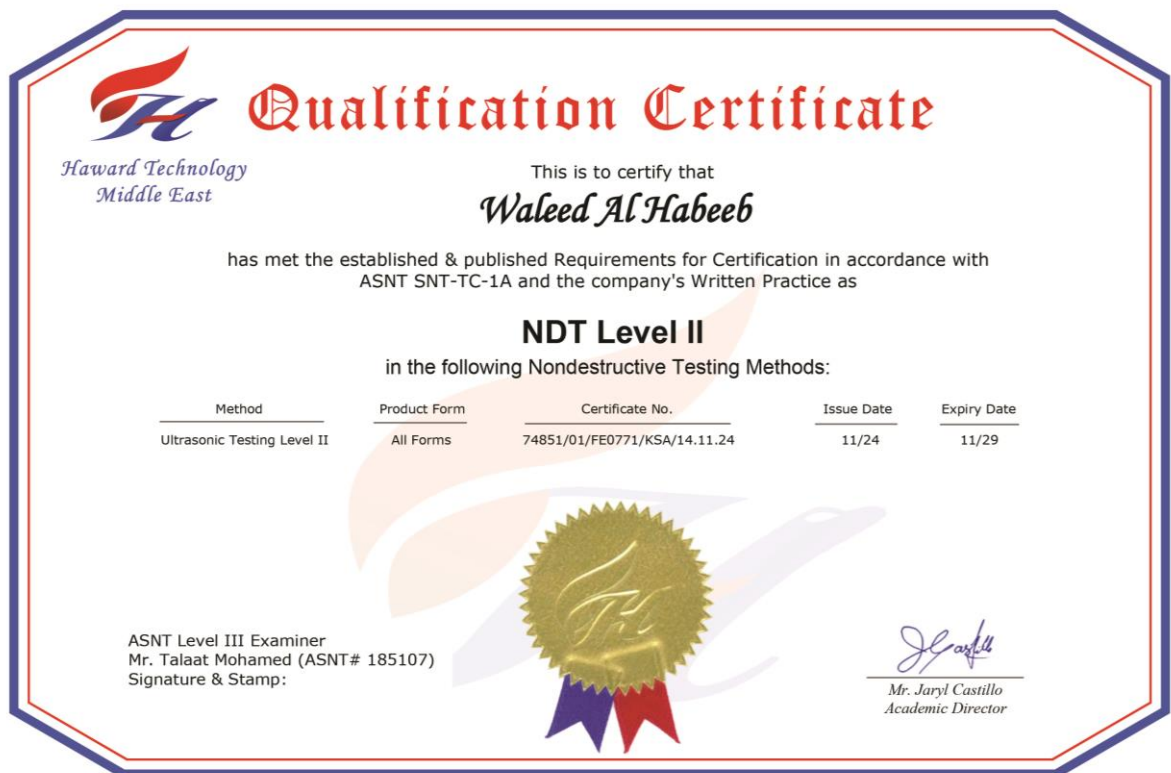 Qualification Certificate
Haward Technology
Middle East
This is to certify that
Waleed Al Habeeb
has met the established & published Requirements for Certification in accordance with
ASNT SNT-TC-1A and the company's Written Practice as
NDT Level II
in the following Nondestructive Testing Methods:
Method Product Form Certificate No. Issue Date Expiry Date
Ultrasonic Testing Level II All Forms 74851/01/FE0771/KSA/14.11.24 11/24 11/29
ASNT Level III Examiner
Mr. Talaat Mohamed (ASNT# 185107)
Signature & Stamp:
Mr. Jaryl Castillo
Academic Director